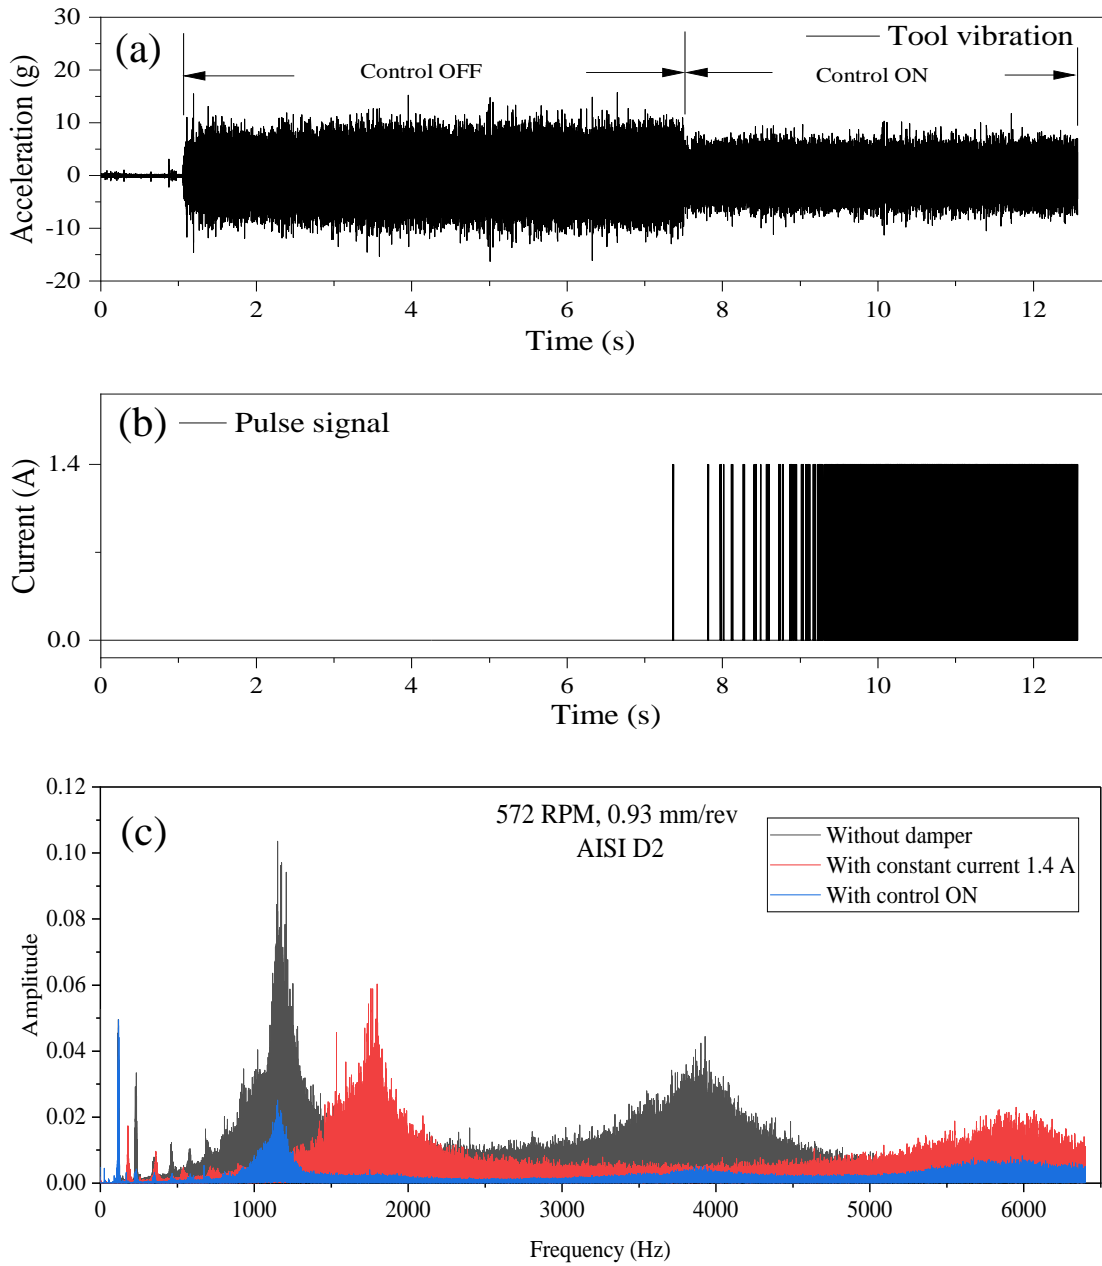 (a)
Tool vibration
Control OFF
Control ON
Acceleration (g)
30
20
10
0
-10
-20
0 2 4 6 8 10 12
Time (s)
(b)
Pulse signal
Current (A)
1.4
0.0
0 2 4 6 8 10 12
Time (s)
(c)
572 RPM, 0.93 mm/rev
AISI D2
Without damper
With constant current 1.4 A
With control ON
Amplitude
0.12
0.10
0.08
0.06
0.04
0.02
0.00
0 1000 2000 3000 4000 5000 6000
Frequency (Hz)